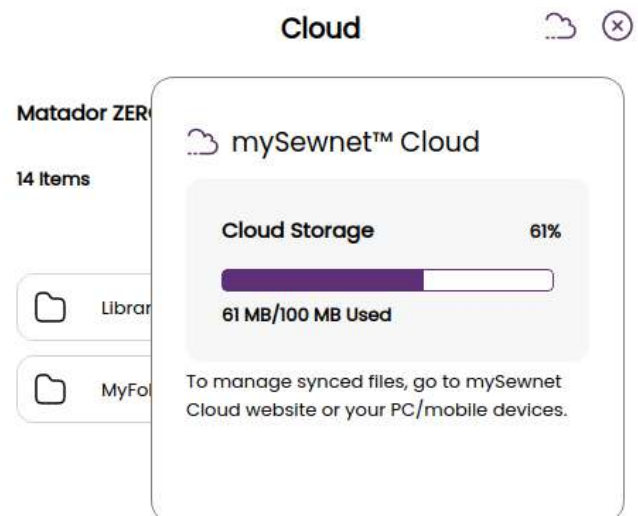 Cloud
Matador ZER
14 Items
mySewnet™ Cloud
Cloud Storage 61%
61 MB/100 MB Used
Librar
MyFol
To manage synced files, go to mySewnet
Cloud website or your PC/mobile devices.